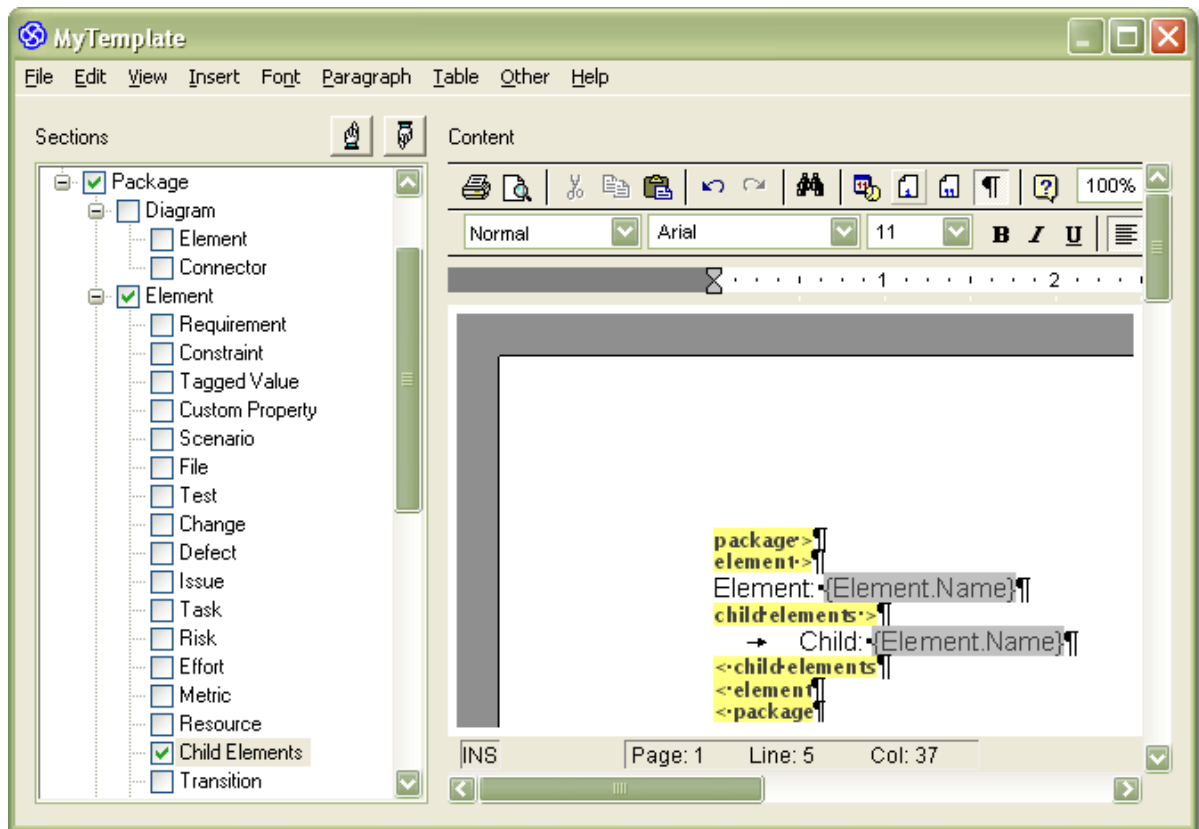 MyTemplate
File Edit View Insert Font Paragraph Table Other Help
Sections
Package
Diagram
Element
Connector
Element
Requirement
Constraint
Tagged Value
Custom Property
Scenario
File
Test
Change
Defect
Issue
Task
Risk
Effort
Metric
Resource
Child Elements
Transition
Content
100%
Normal Arial 11 B I U
1 2
package >¶
element >¶
Element: {Element.Name}¶
child elements >¶
→ Child: {Element.Name}¶
< child elements¶
< element¶
< package¶
INS Page: 1 Line: 5 Col: 37